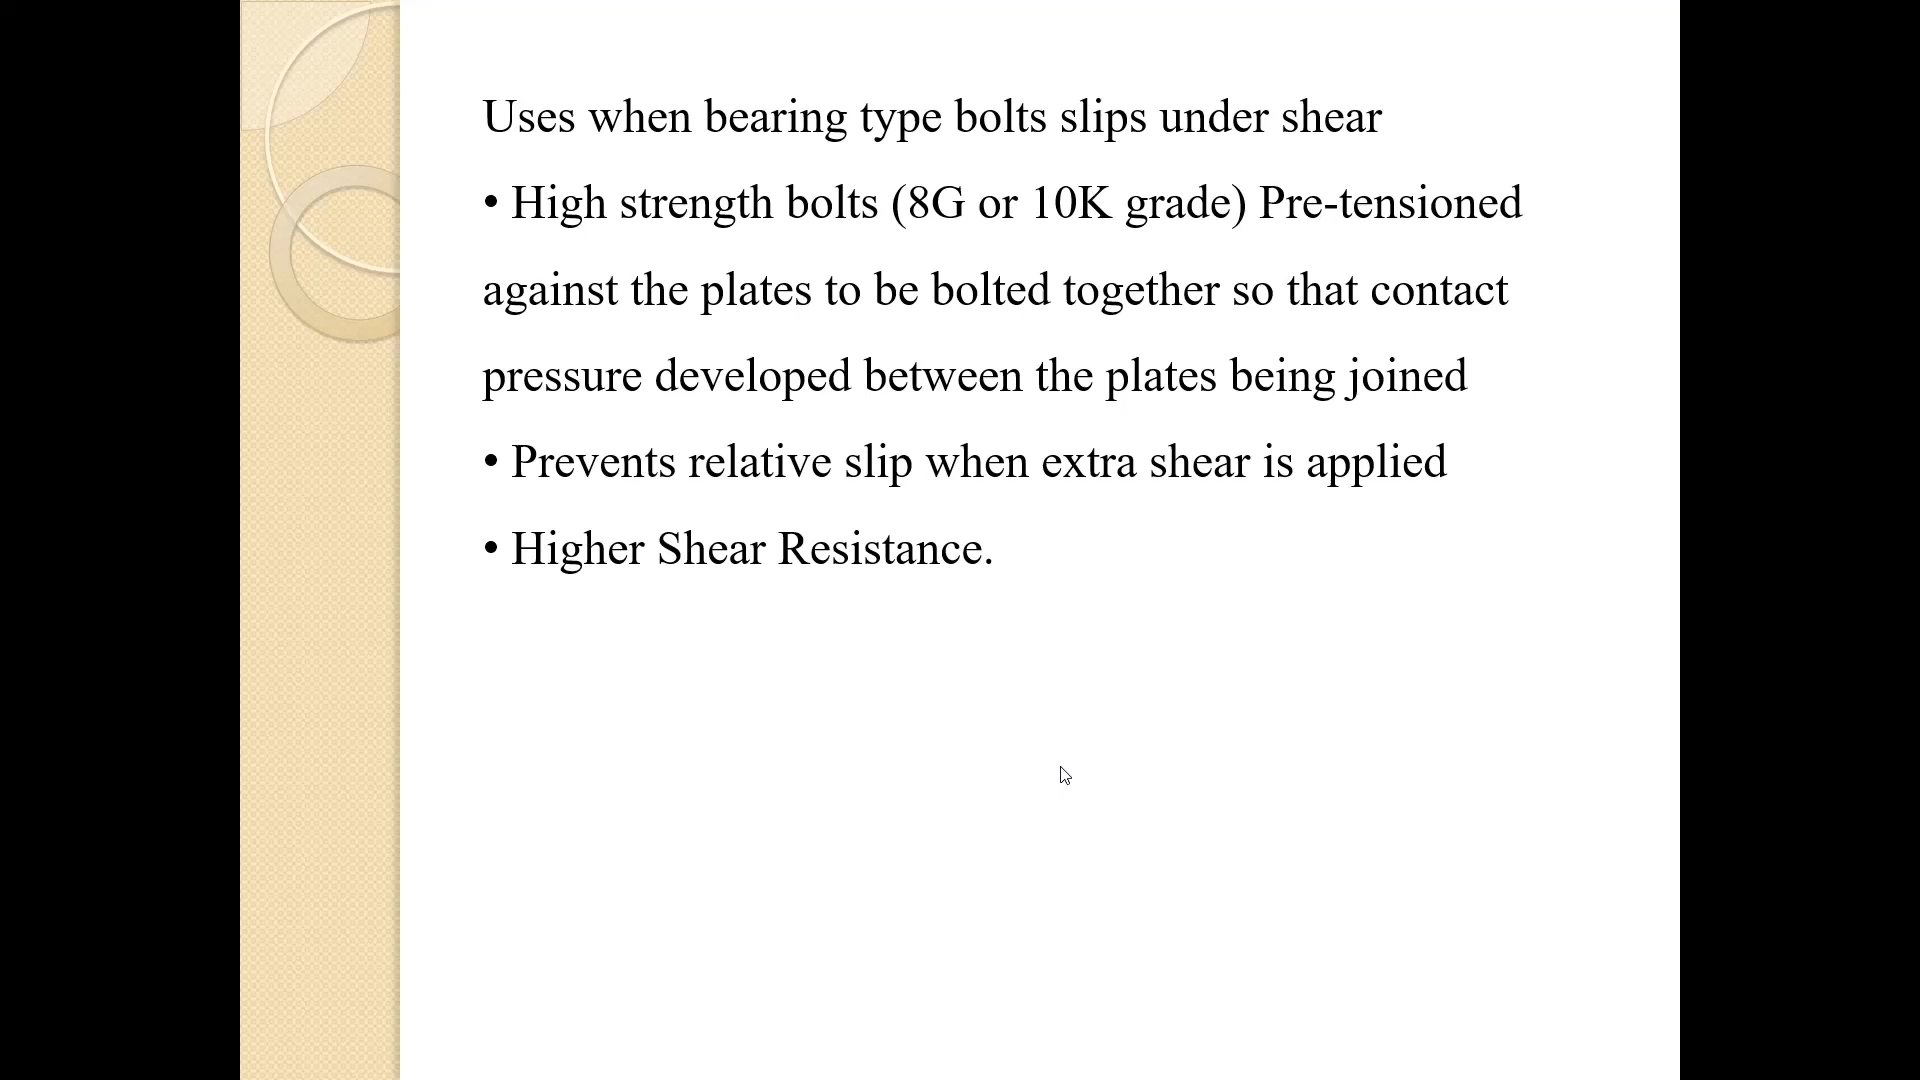 Uses when bearing type bolts slips under shear
• High strength bolts (8G or 10K grade) Pre-tensioned
against the plates to be bolted together so that contact
pressure developed between the plates being joined
• Prevents relative slip when extra shear is applied
• Higher Shear Resistance.